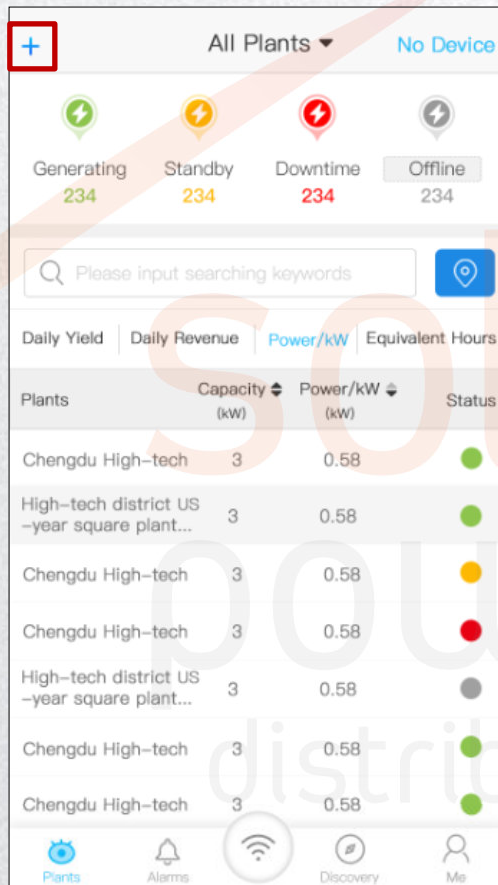 + All Plants ▼ No Device
Generating Standby Downtime Offline
234 234 234 234
Please input searching keywords
Daily Yield Daily Revenue Power/kW Equivalent Hours
Plants Capacity Power/kW Status
(kW) (kW)
Chengdu High-tech 3 0.58
High-tech district US
-year square plant... 3 0.58
Chengdu High-tech 3 0.58
Chengdu High-tech 3 0.58
High-tech district US
-year square plant... 3 0.58
Chengdu High-tech 3 0.58
Chengdu High-tech 3 0.58
Plants Alarms Discovery Me